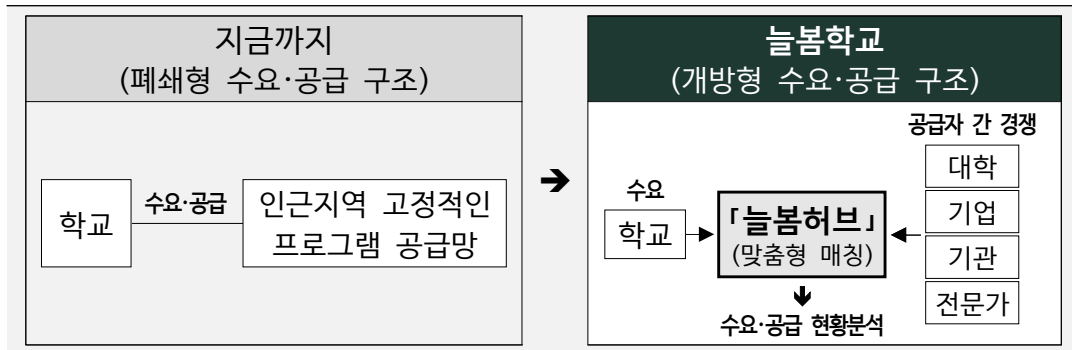 지금까지
(폐쇄형 수요·공급 구조)
학교
수요·공급
인근지역 고정적인
프로그램 공급망
➔
늘봄학교
(개방형 수요·공급 구조)
공급자 간 경쟁
수요
학교
「늘봄허브」
(맞춤형 매칭)
대학
기업
기관
전문가
수요·공급 현황분석